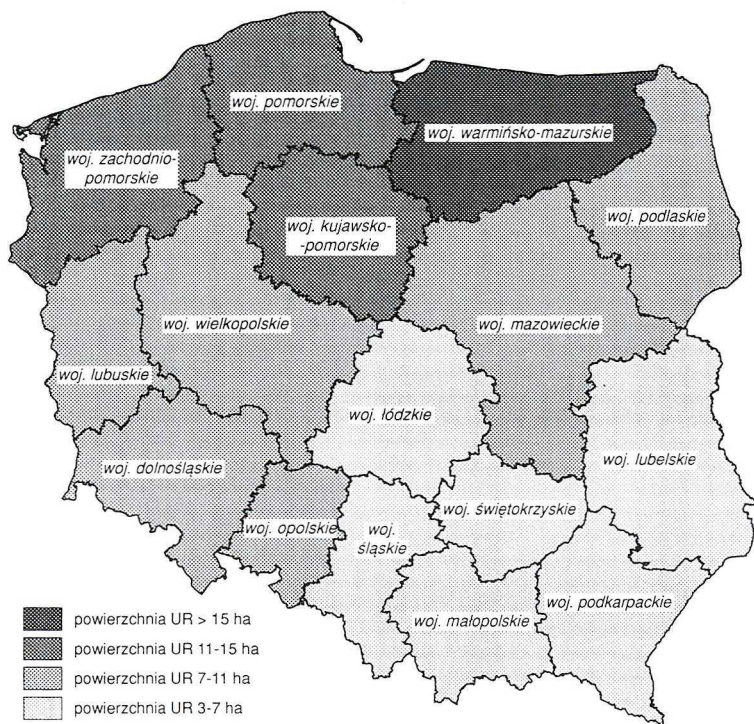 woj. pomorskie
woj. warmińsko-mazurskie
woj. zachodnio-
pomorskie
woj. kujawsko-
-pomorskie
woj. podlaskie
woj. wielkopolskie
woj. mazowieckie
woj. lubuskie
woj. łódzkie
woj. lubelskie
woj. dolnośląskie
woj. opolskie
woj.
śląskie
woj. świętokrzyskie
woj. małopolskie
woj. podkarpackie
powierzchnia UR > 15 ha
powierzchnia UR 11-15 ha
powierzchnia UR 7-11 ha
powierzchnia UR 3-7 ha